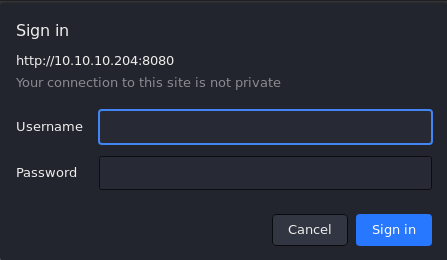 Sign in
http://10.10.10.204:8080
Your connection to this site is not private
Username
Password
Cancel Sign in